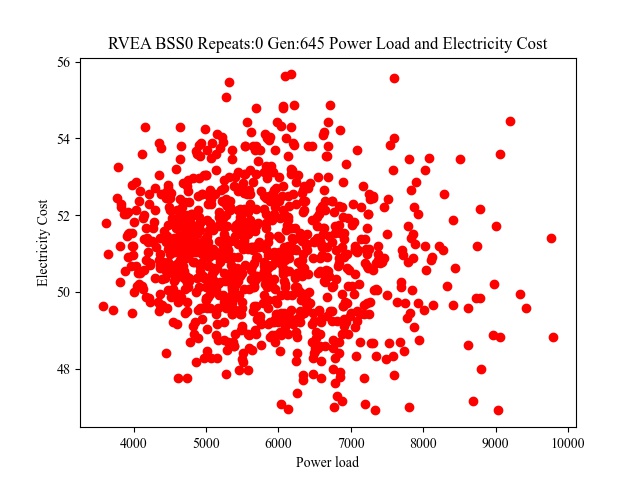 RVEA BSS0 Repeats:0 Gen:645 Power Load and Electricity Cost
56
54
52
50
48
Electricity Cost
4000 5000 6000 7000 8000 9000 10000
Power load